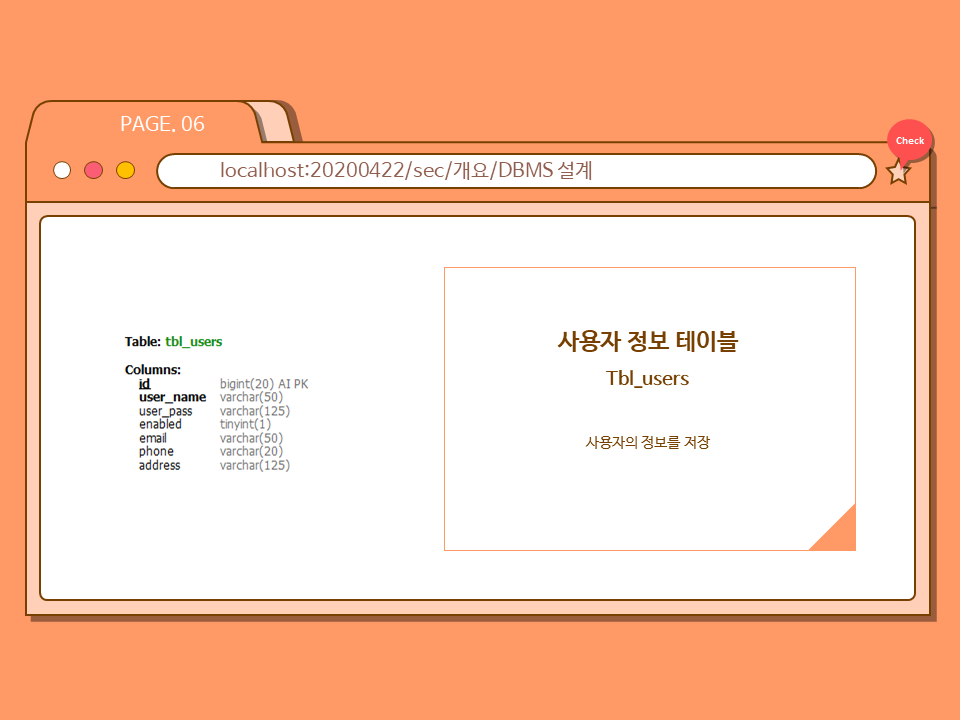 PAGE. 06
Check
localhost:20200422/sec/개요/DBMS 설계
Table: tbl_users
Columns:
id bigint(20) AI PK
user_name varchar(50)
user_pass varchar(125)
enabled tinyint(1)
email varchar(50)
phone varchar(20)
address varchar(125)
사용자 정보 테이블
Tbl_users
사용자의 정보를 저장